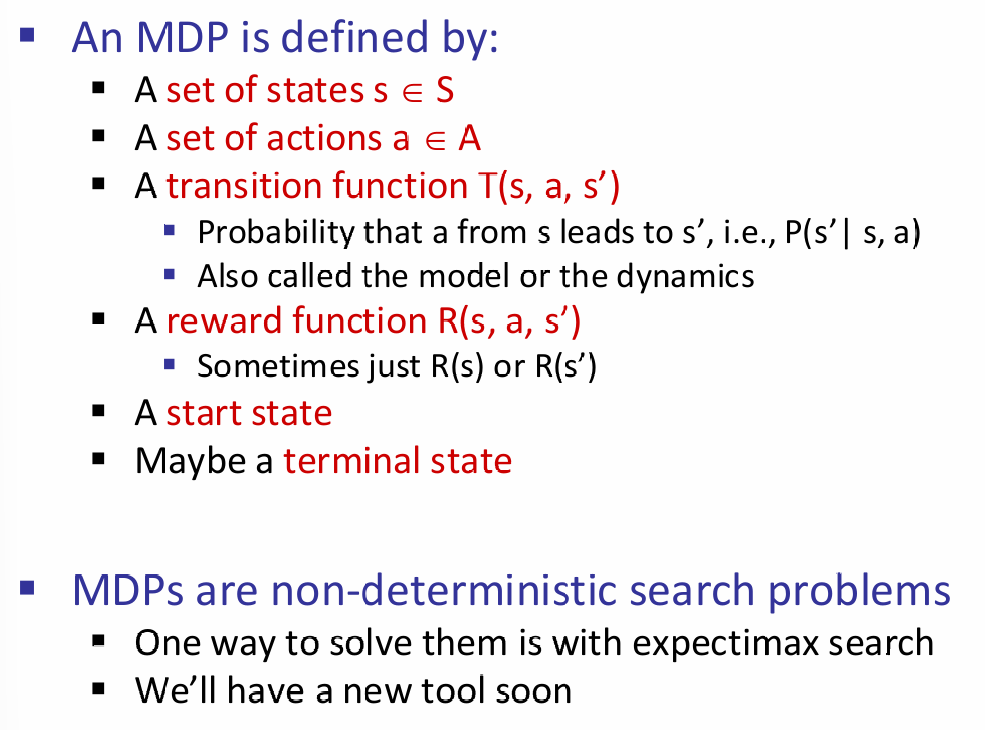 ▪ An MDP is defined by:
▪ A set of states s ∈ S
▪ A set of actions a ∈ A
▪ A transition function T(s, a, s’)
▪ Probability that a from s leads to s’, i.e., P(s’| s, a)
▪ Also called the model or the dynamics
▪ A reward function R(s, a, s’)
▪ Sometimes just R(s) or R(s’)
▪ A start state
▪ Maybe a terminal state
▪ MDPs are non-deterministic search problems
▪ One way to solve them is with expectimax search
▪ We’ll have a new tool soon